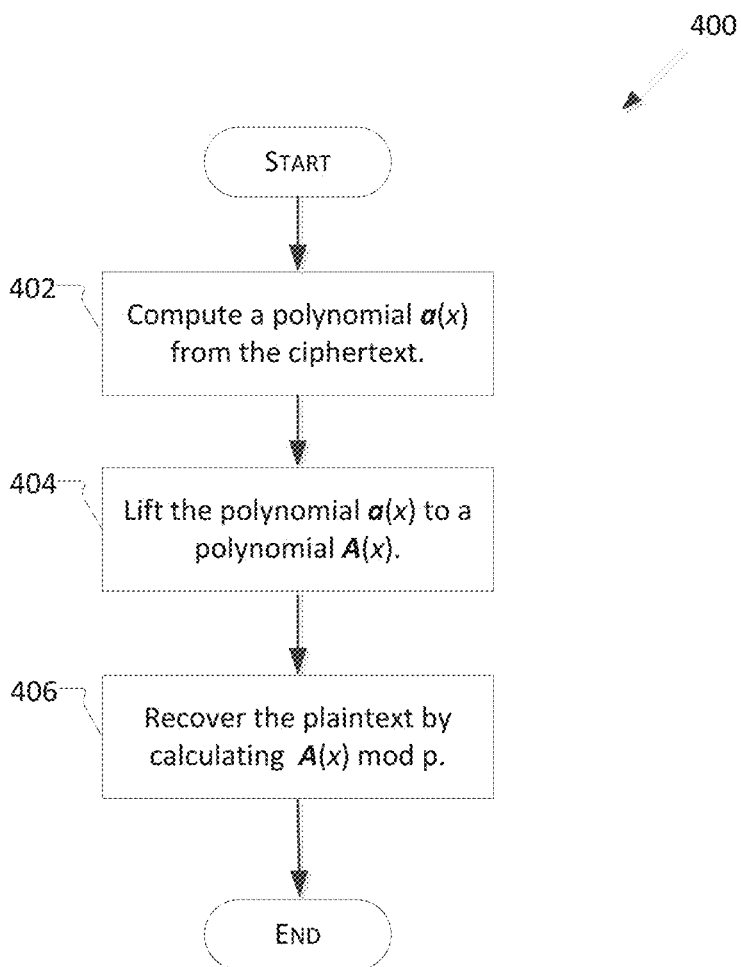 400
START
402
Compute a polynomial a(x)
from the ciphertext.
404
Lift the polynomial a(x) to a
polynomial A(x).
406
Recover the plaintext by
calculating A(x) mod p.
END